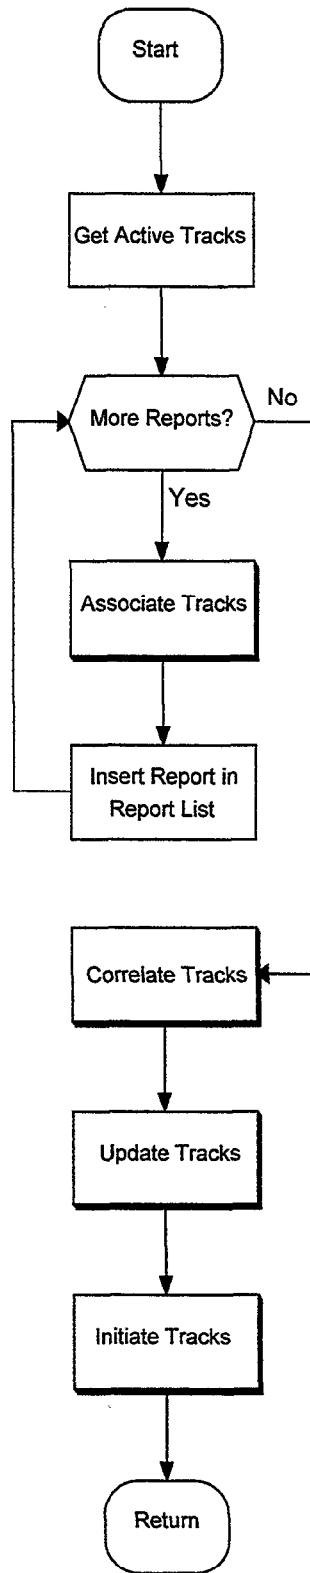 Start
Get Active Tracks
More Reports?
No
Yes
Associate Tracks
Insert Report in
Report List
Correlate Tracks
Update Tracks
Initiate Tracks
Return